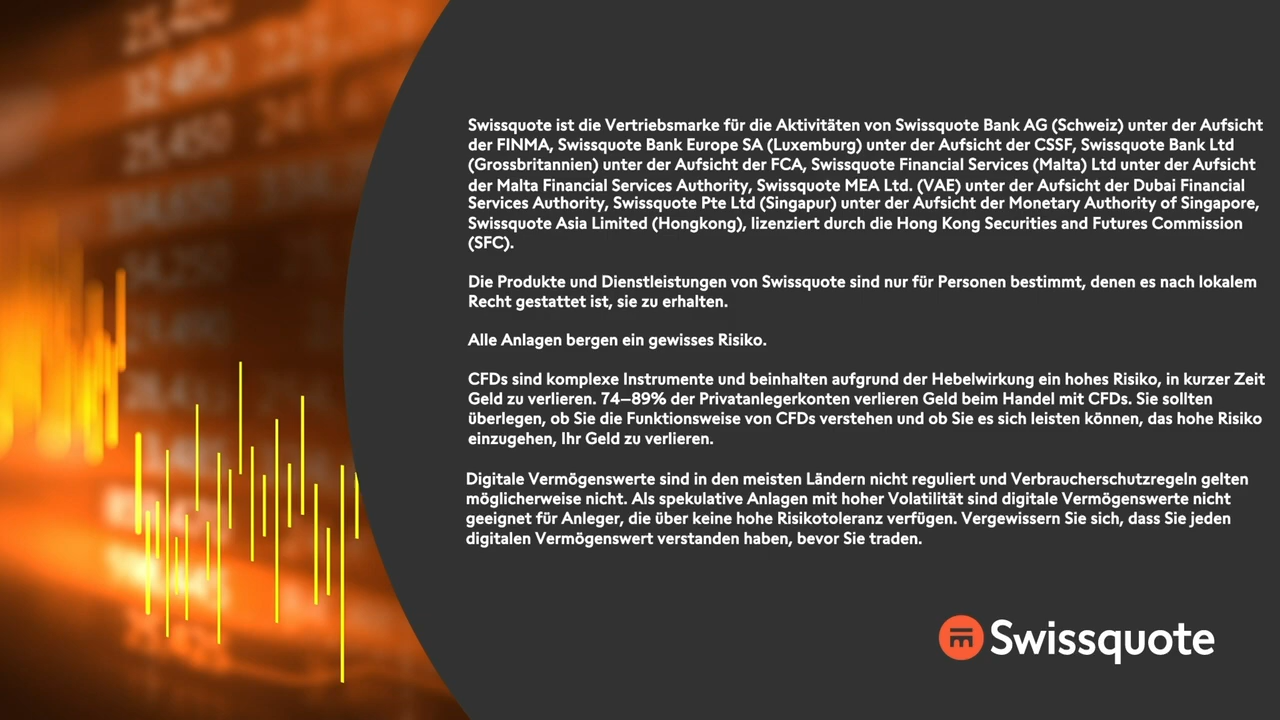 Swissquote ist die Vertriebsmarke für die Aktivitäten von Swissquote Bank AG (Schweiz) unter der Aufsicht
der FINMA, Swissquote Bank Europe SA (Luxemburg) unter der Aufsicht der CSSF, Swissquote Bank Ltd
(Grossbritannien) unter der Aufsicht der FCA, Swissquote Financial Services (Malta) Ltd unter der Aufsicht
der Malta Financial Services Authority, Swissquote MEA Ltd. (VAE) unter der Aufsicht der Dubai Financial
Services Authority, Swissquote Pte Ltd (Singapur) unter der Aufsicht der Monetary Authority of Singapore,
Swissquote Asia Limited (Hongkong), lizenziert durch die Hong Kong Securities and Futures Commission
(SFC).
Die Produkte und Dienstleistungen von Swissquote sind nur für Personen bestimmt, denen es nach lokalem
Recht gestattet ist, sie zu erhalten.
Alle Anlagen bergen ein gewisses Risiko.
CFDs sind komplexe Instrumente und beinhalten aufgrund der Hebelwirkung ein hohes Risiko, in kurzer Zeit
Geld zu verlieren. 74–89% der Privatanlegerkonten verlieren Geld beim Handel mit CFDs. Sie sollten
überlegen, ob Sie die Funktionsweise von CFDs verstehen und ob Sie es sich leisten können, das hohe Risiko
einzugehen, Ihr Geld zu verlieren.
Digitale Vermögenswerte sind in den meisten Ländern nicht reguliert und Verbraucherschutzregeln gelten
möglicherweise nicht. Als spekulative Anlagen mit hoher Volatilität sind digitale Vermögenswerte nicht
geeignet für Anleger, die über keine hohe Risikotoleranz verfügen. Vergewissern Sie sich, dass Sie jeden
digitalen Vermögenswert verstanden haben, bevor Sie traden.
Swissquote